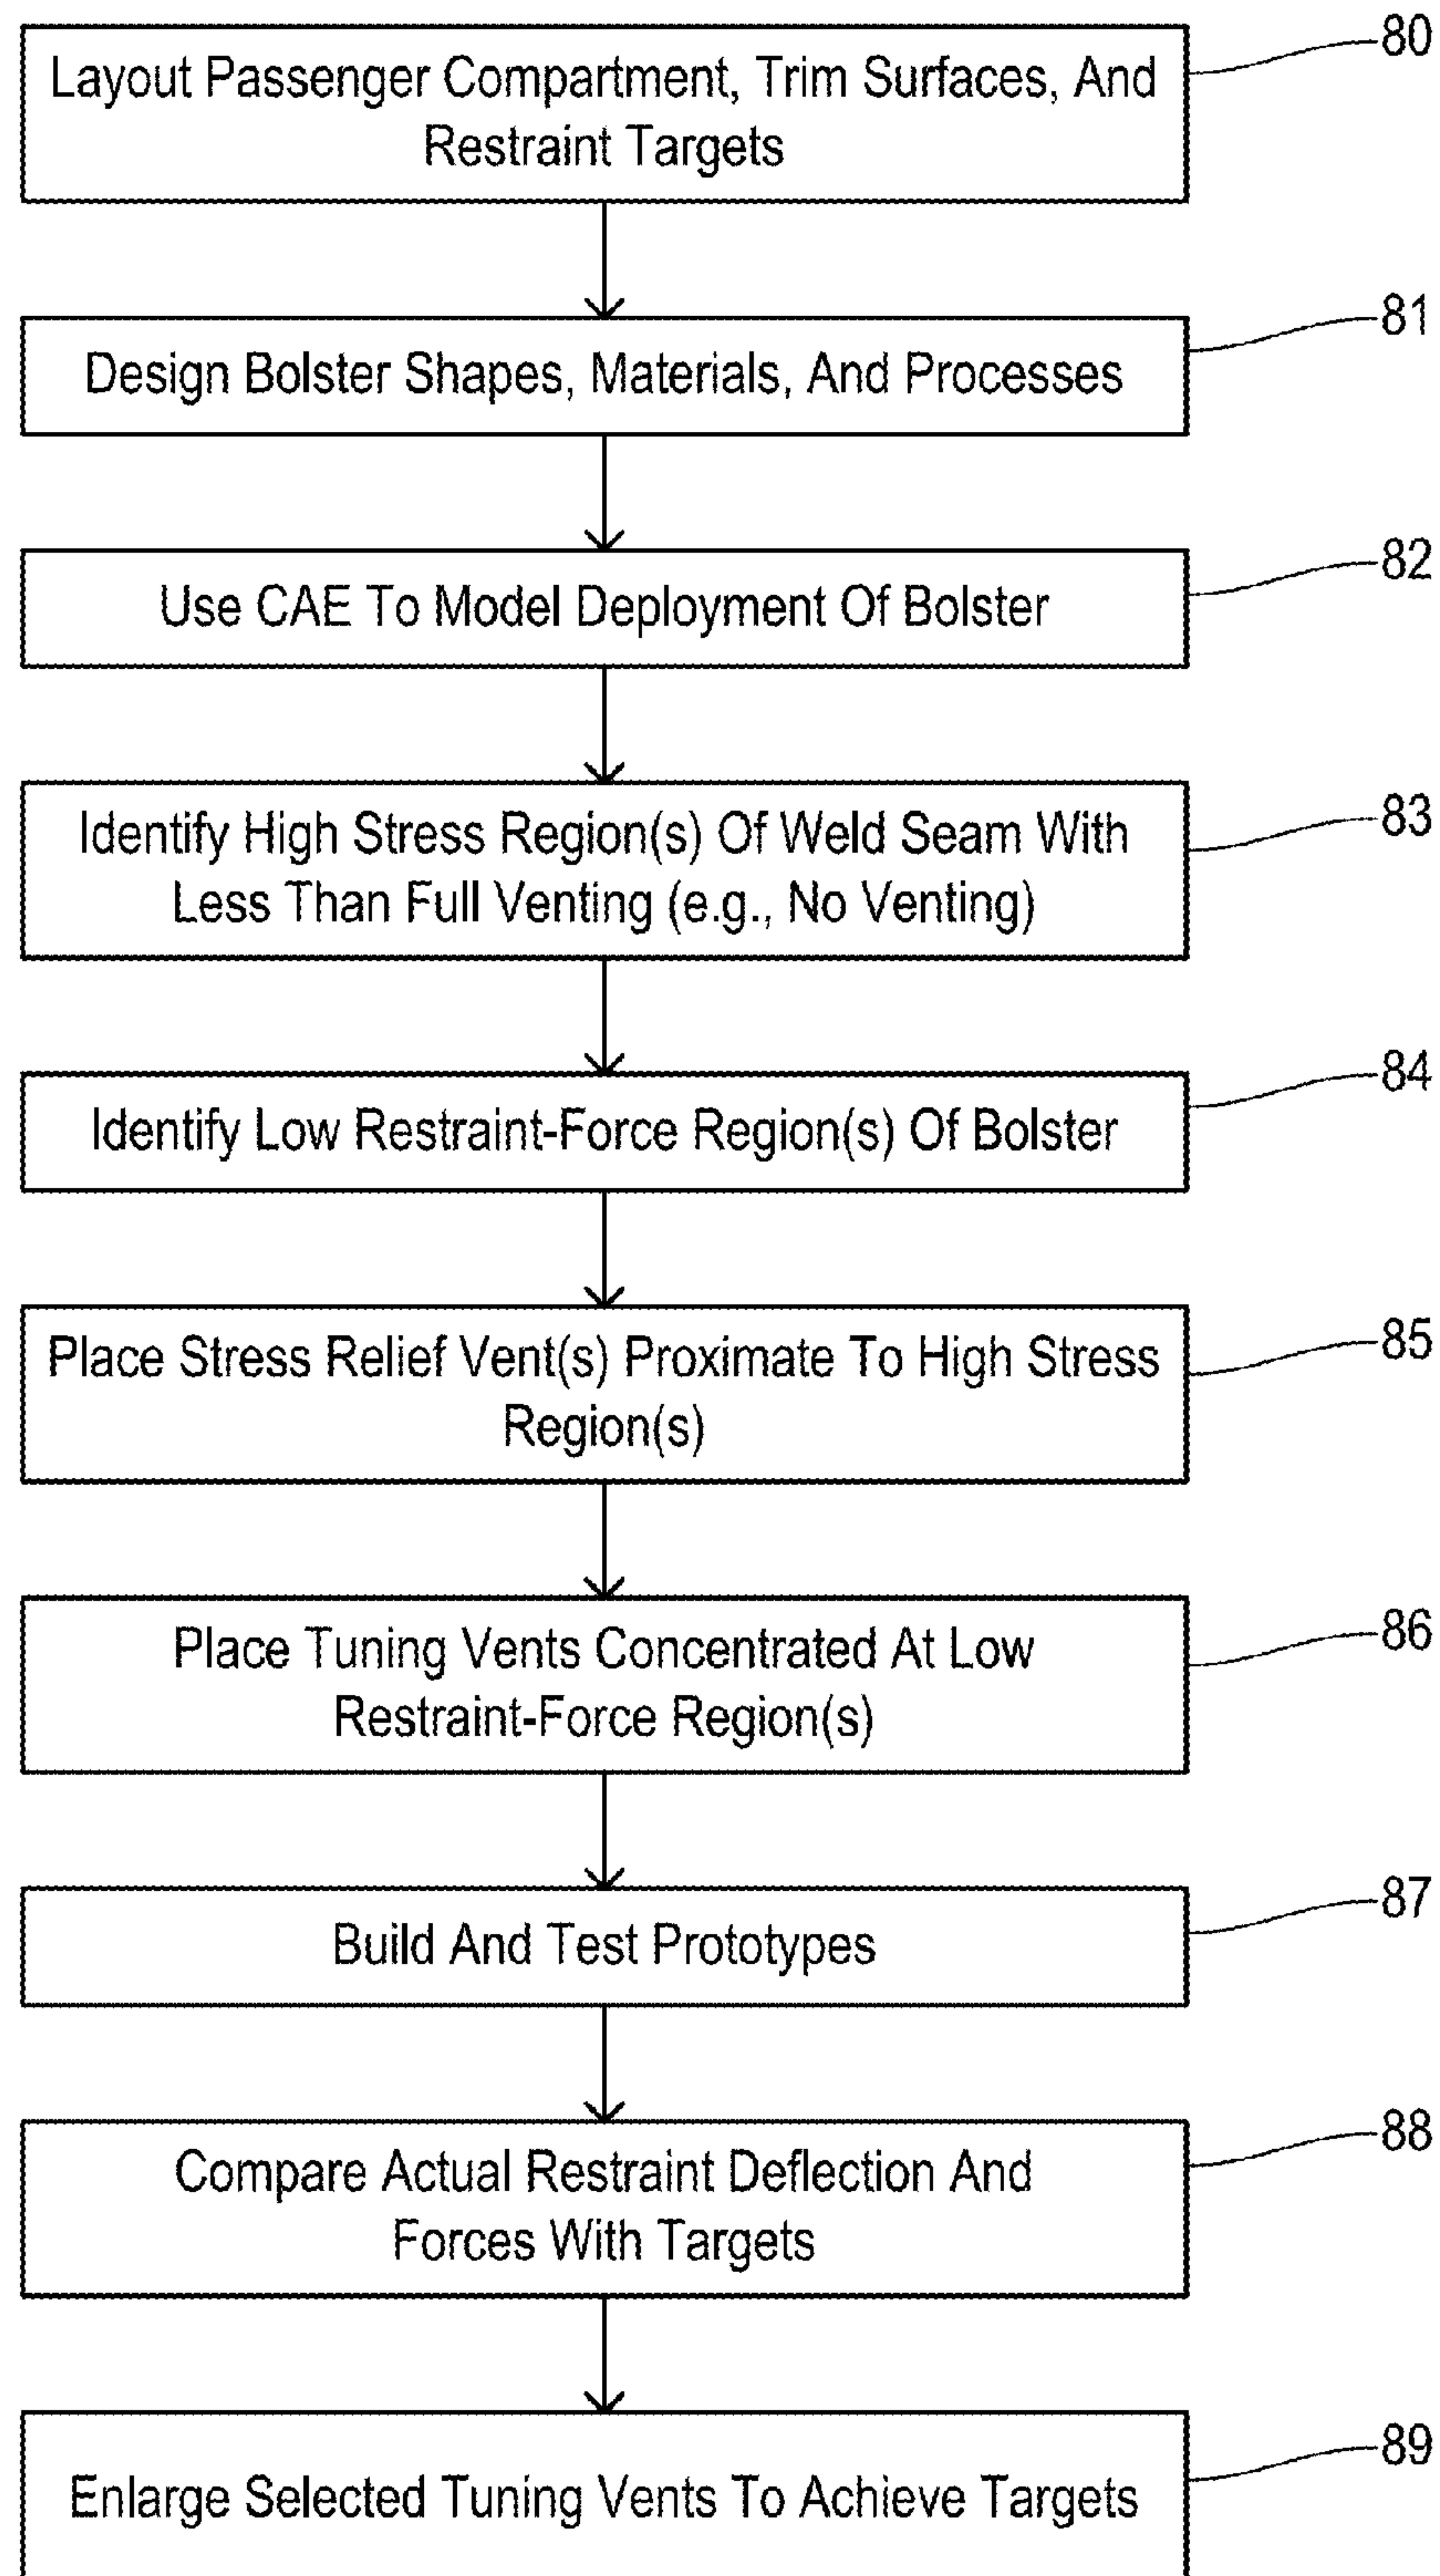 80
Layout Passenger Compartment, Trim Surfaces, And
Restraint Targets
81
Design Bolster Shapes, Materials, And Processes
82
Use CAE To Model Deployment Of Bolster
83
Identify High Stress Region(s) Of Weld Seam With
Less Than Full Venting (e.g., No Venting)
84
Identify Low Restraint-Force Region(s) Of Bolster
85
Place Stress Relief Vent(s) Proximate To High Stress
Region(s)
86
Place Tuning Vents Concentrated At Low
Restraint-Force Region(s)
87
Build And Test Prototypes
88
Compare Actual Restraint Deflection And
Forces With Targets
89
Enlarge Selected Tuning Vents To Achieve Targets